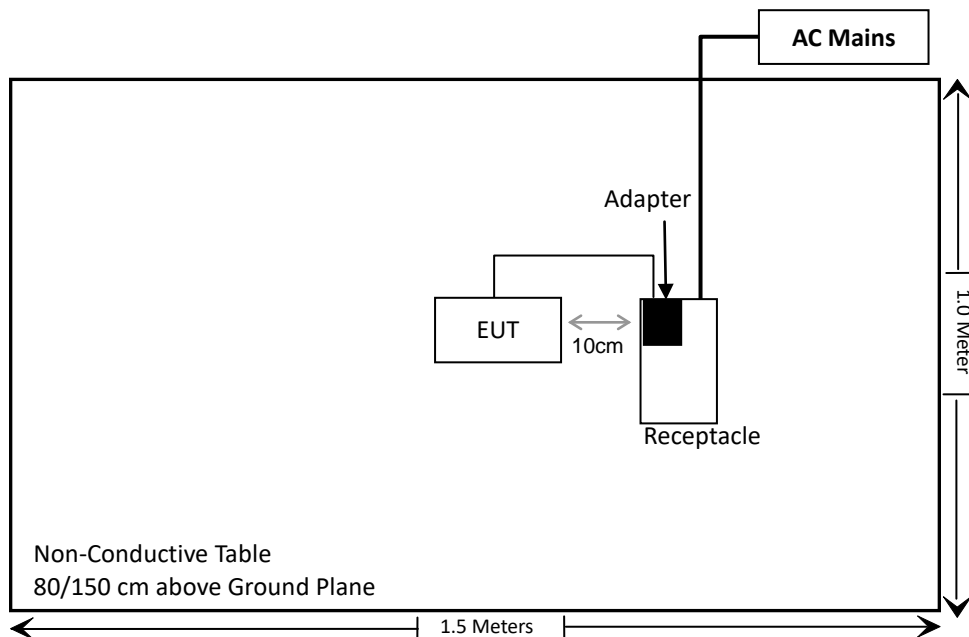 AC Mains
Adapter
EUT
10cm
1.0 Meter
Receptacle
Non-Conductive Table
80/150 cm above Ground Plane
1.5 Meters